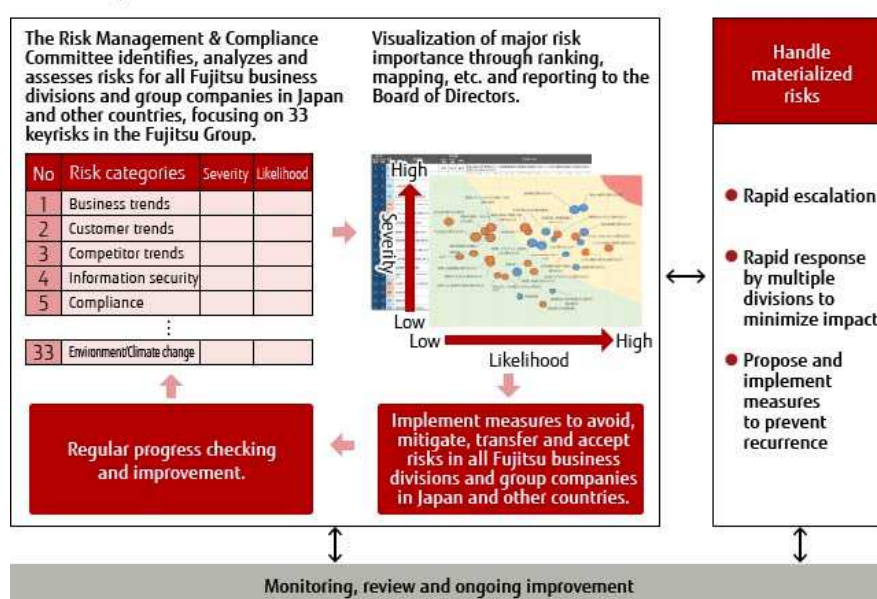 The Risk Management & Compliance
Committee identifies, analyzes and
assesses risks for all Fujitsu business
divisions and group companies in Japan
and other countries, focusing on 33
keyrisks in the Fujitsu Group.
No Risk categories Severity Likelihood
1 Business trends
2 Customer trends
3 Competitor trends
4 Information security
5 Compliance
⋮
33 Environment/Climate change
Visualization of major risk
importance through ranking,
mapping, etc. and reporting to the
Board of Directors.
High
Severity
Low
Low
High
Likelihood
Implement measures to avoid,
mitigate, transfer and accept
risks in all Fujitsu business
divisions and group companies
in Japan and other countries.
Regular progress checking
and improvement.
Handle
materialized
risks
● Rapid escalation
● Rapid response
by multiple
divisions to
minimize impact
● Propose and
implement
measures
to prevent
recurrence
Monitoring, review and ongoing improvement